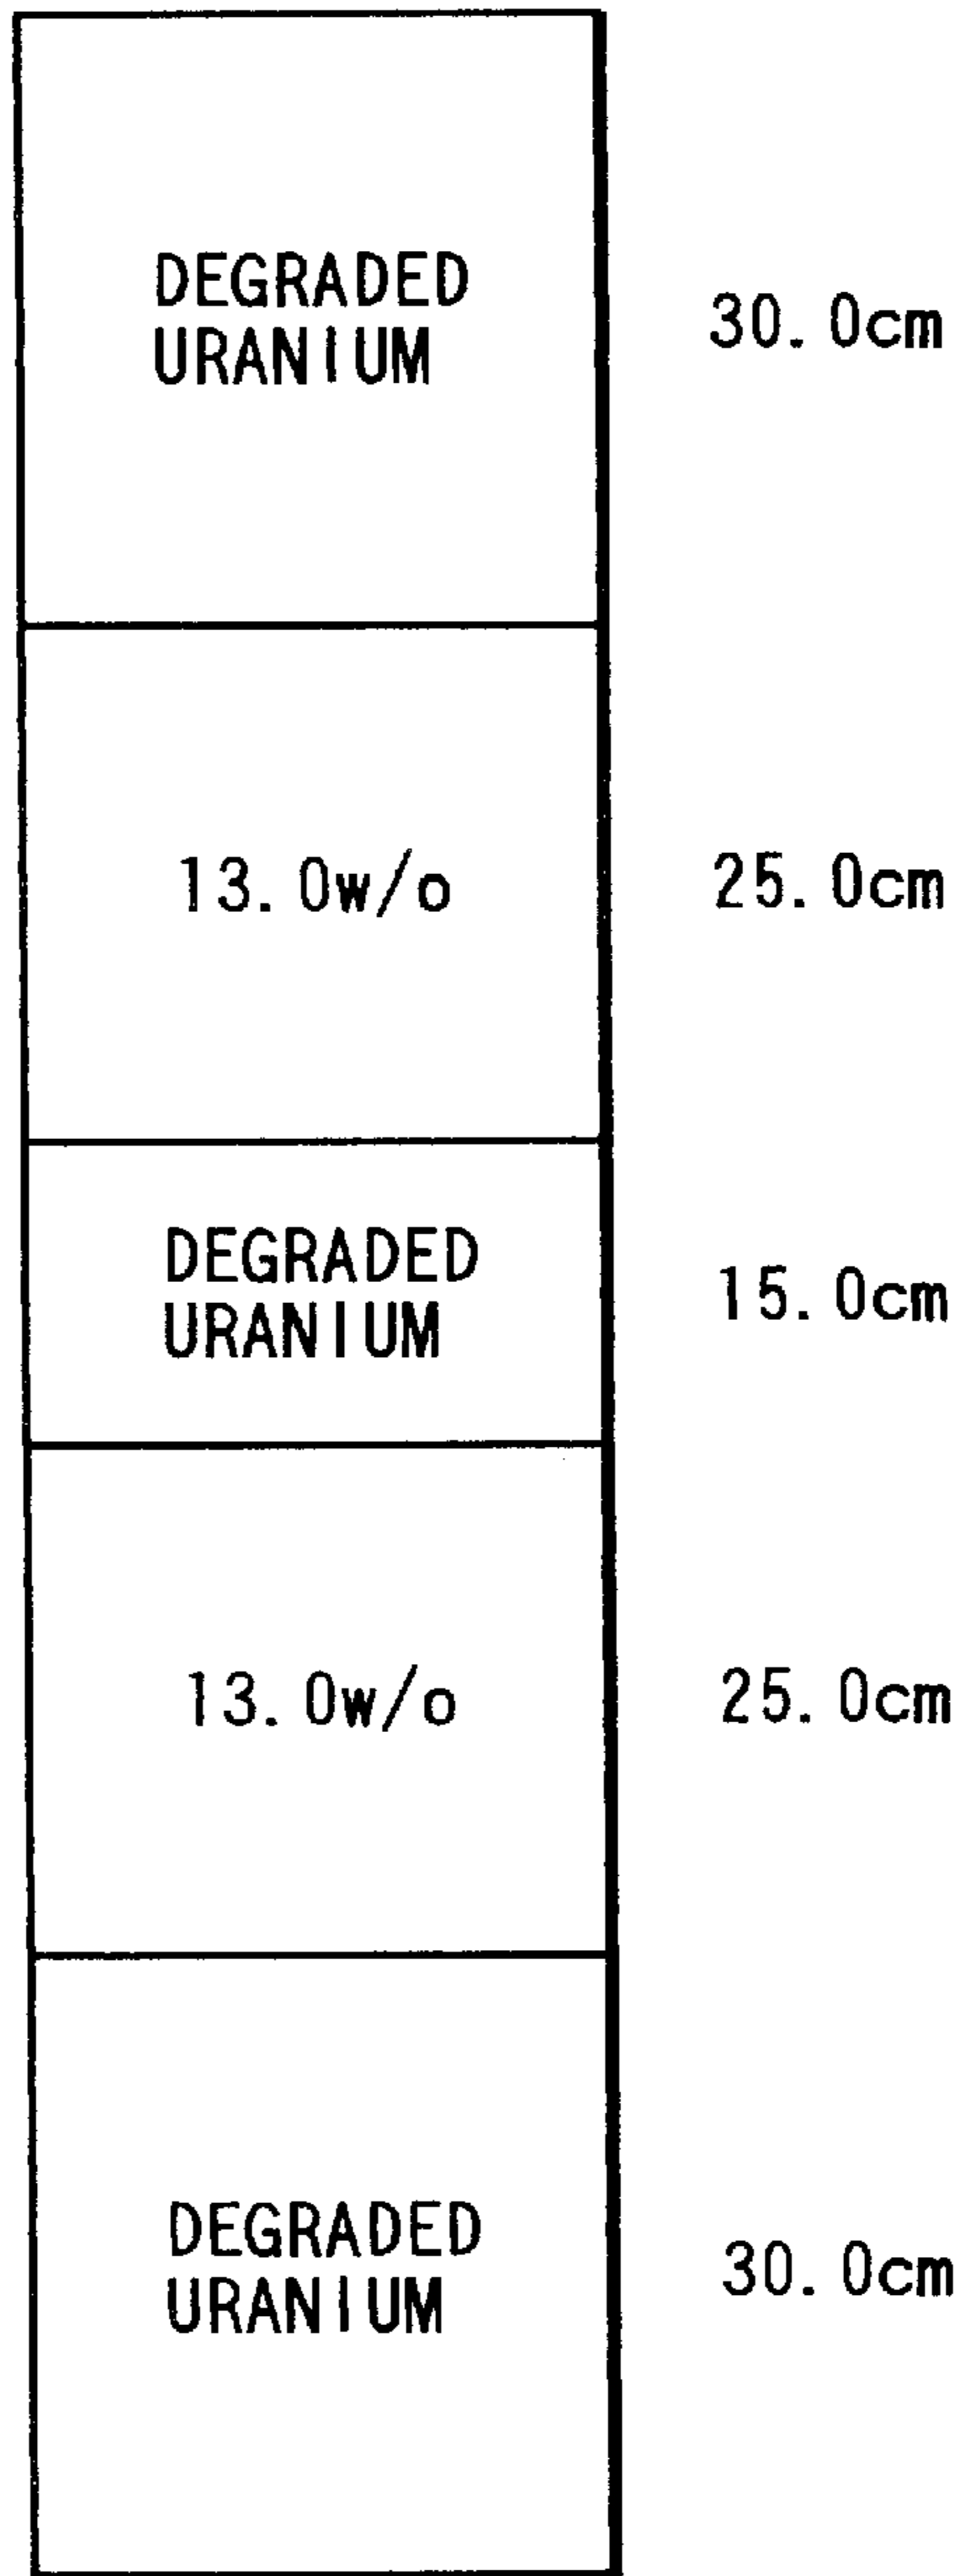 DEGRADED
URANIUM
30.0cm
13.0w/o
25.0cm
DEGRADED
URANIUM
15.0cm
13.0w/o
25.0cm
DEGRADED
URANIUM
30.0cm